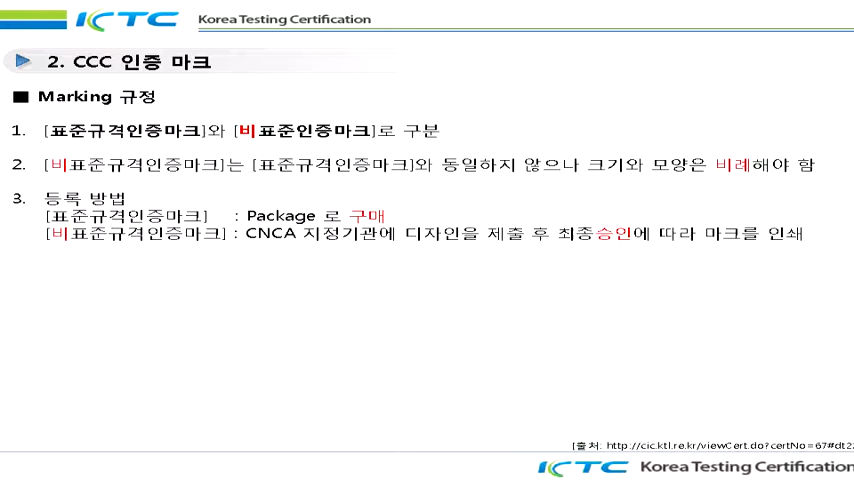 KTC Korea Testing Certification
2. CCC 인증 마크
■ Marking 규정
1. [표준규격인증마크]와 [비표준인증마크]로 구분
2. [비표준규격인증마크]는 [표준규격인증마크]와 동일하지 않으나 크기와 모양은 비례해야 함
3. 등록 방법
[표준규격인증마크] : Package 로 구매
[비표준규격인증마크] : CNCA 지정기관에 디자인을 제출 후 최종승인에 따라 마크를 인쇄
[출처: http://cic.ktl.re.kr/viewCert.do?certNo=67#dt2
KTC Korea Testing Certification